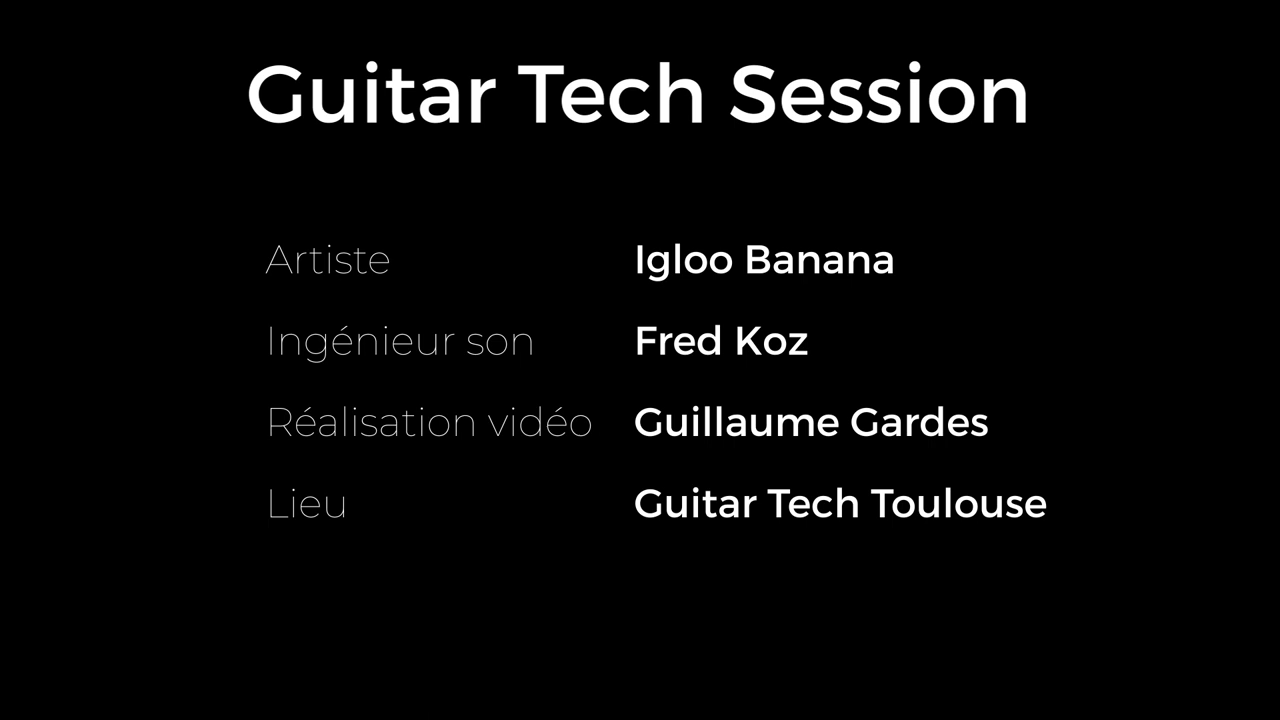 Guitar Tech Session
Artiste Igloo Banana
Ingénieur son Fred Koz
Réalisation vidéo Guillaume Gardes
Lieu Guitar Tech Toulouse